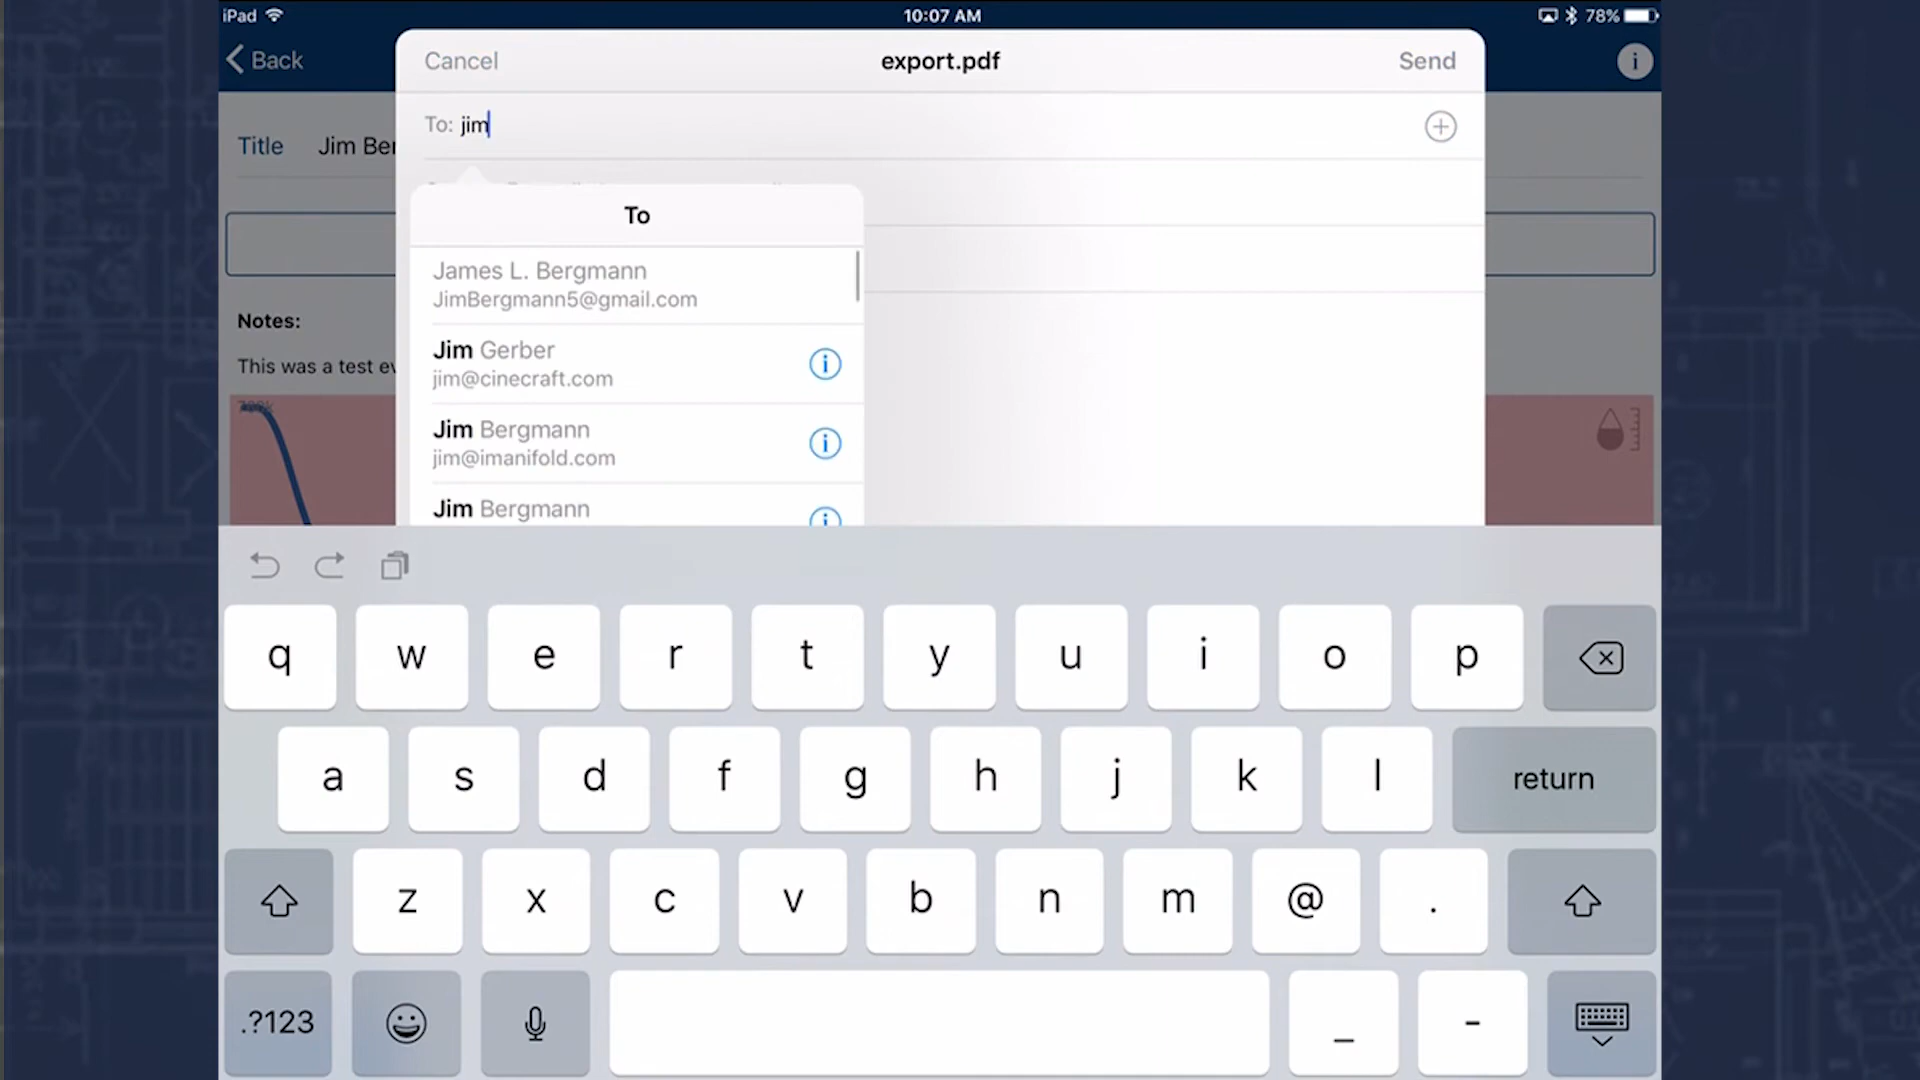 iPad 10:07 AM 78%
Back Cancel export.pdf Send
To: jim
Title Jim Ber
To
James L. Bergmann
JimBergmann5@gmail.com
Jim Gerber
jim@cinecraft.com
Jim Bergmann
jim@imanifold.com
Jim Bergmann
Notes:
This was a test ev
q w e r t y u i o p
a s d f g h j k l return
z x c v b n m @ .
.?123 _ -